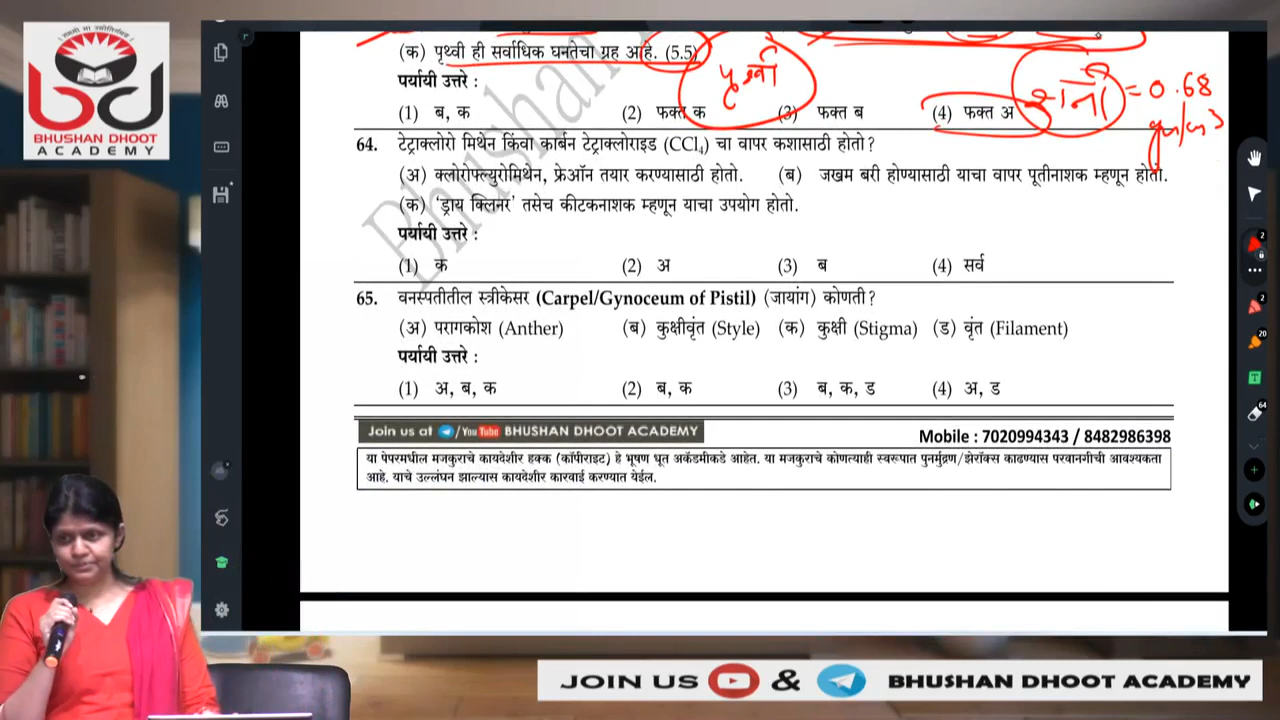 BHUSHAN DHOOT
ACADEMY
(क) पृथ्वी ही सर्वाधिक घनतेचा ग्रह आहे. (5.5)
पृथ्वी
शनी = 0.68
पर्यायी उत्तरे :
(1) ब, क (2) फक्त क (3) फक्त ब (4) फक्त अ
64. टेट्राक्लोरो मिथेन किंवा कार्बन टेट्राक्लोराइड (CCl₄) चा वापर कशासाठी होतो?
(अ) क्लोरोफ्ल्युरोमिथेन, फ्रेऑन तयार करण्यासाठी होतो. (ब) जखम बरी होण्यासाठी याचा वापर पूतीनाशक म्हणून होतो.
(क) 'ड्राय क्लिनर' तसेच कीटकनाशक म्हणून याचा उपयोग होतो.
पर्यायी उत्तरे :
(1) क (2) अ (3) ब (4) सर्व
65. वनस्पतीतील स्त्रीकेसर (Carpel/Gynoceum of Pistil) (जायांग) कोणती?
(अ) परागकोश (Anther) (ब) कुक्षीवृंत (Style) (क) कुक्षी (Stigma) (ड) वृंत (Filament)
पर्यायी उत्तरे :
(1) अ, ब, क (2) ब, क (3) ब, क, ड (4) अ, ड
Join us at /You Tube BHUSHAN DHOOT ACADEMY
Mobile : 7020994343 / 8482986398
या पेपरमधील मजकुराचे कायदेशीर हक्क (कॉपीराइट) हे भूषण धूत अकॅडमीकडे आहेत. या मजकुराचे कोणत्याही स्वरूपात पुनर्मुद्रण/झेरॉक्स काढण्यास परवानगीची आवश्यकता
आहे. याचे उल्लंघन झाल्यास कायदेशीर कारवाई करण्यात येईल.
JOIN US & BHUSHAN DHOOT ACADEMY